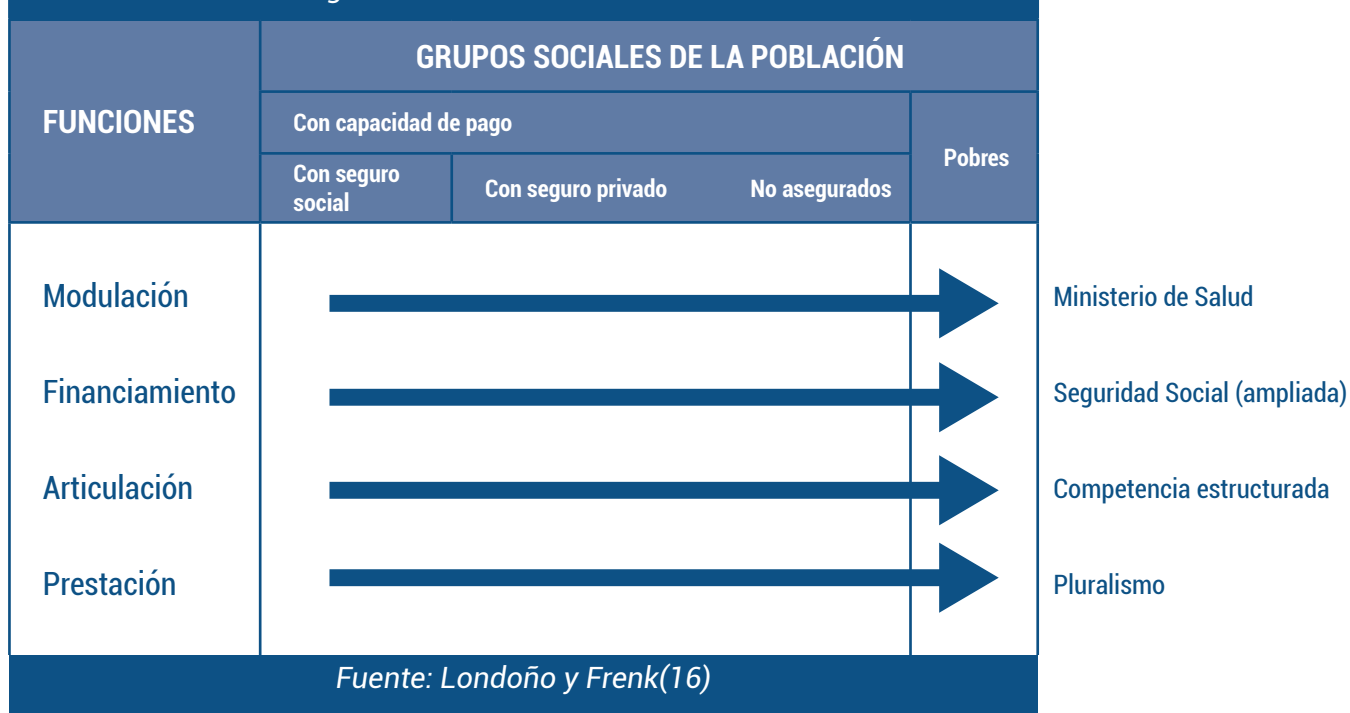 GRUPOS SOCIALES DE LA POBLACIÓN
FUNCIONES
Con capacidad de pago
Pobres
Con seguro
social
Con seguro privado
No asegurados
Modulación
Ministerio de Salud
Financiamiento
Seguridad Social (ampliada)
Articulación
Competencia estructurada
Prestación
Pluralismo
Fuente: Londoño y Frenk(16)